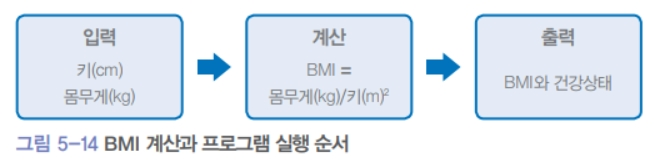 입력
키(cm)
몸무게(kg)
계산
BMI =
몸무게(kg)/키(m)²
출력
BMI와 건강상태
그림 5-14 BMI 계산과 프로그램 실행 순서